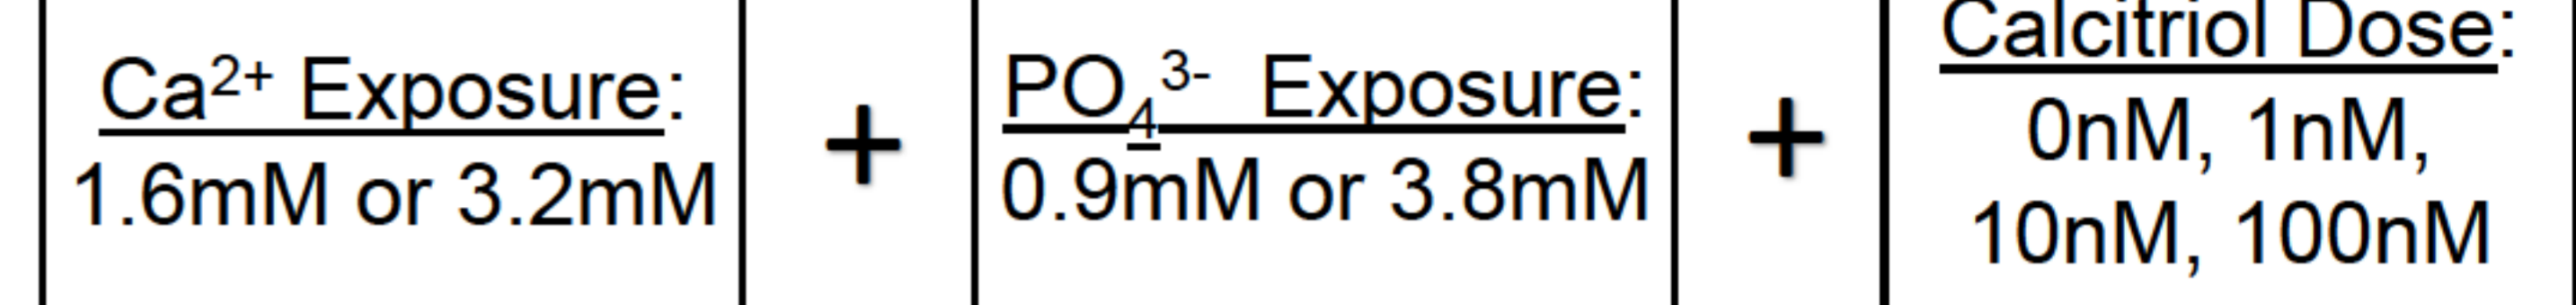 Ca²⁺ Exposure:
1.6mM or 3.2mM
+
PO₄³⁻ Exposure:
0.9mM or 3.8mM
+
Calcitriol Dose:
0nM, 1nM,
10nM, 100nM